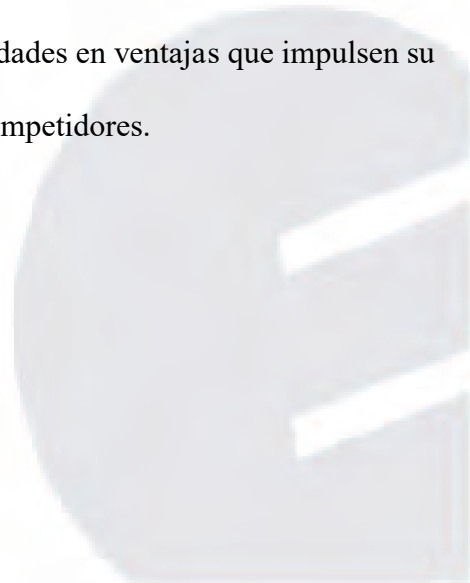 dades en ventajas que impulsen su
mpetidores.